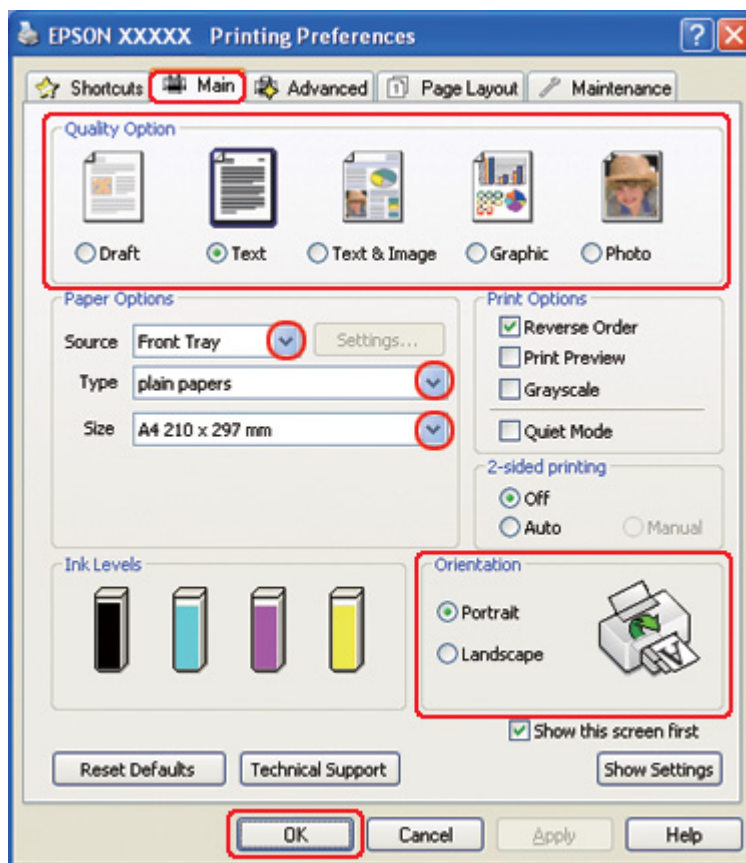 EPSON XXXXX Printing Preferences
Shortcuts Main Advanced Page Layout Maintenance
Quality Option
Draft Text Text & Image Graphic Photo
Paper Options
Source Front Tray Settings...
Type plain papers
Size A4 210 x 297 mm
Print Options
Reverse Order
Print Preview
Grayscale
Quiet Mode
2-sided printing
Off
Auto Manual
Ink Levels
Orientation
Portrait
Landscape
Show this screen first
Reset Defaults Technical Support Show Settings
OK Cancel Apply Help